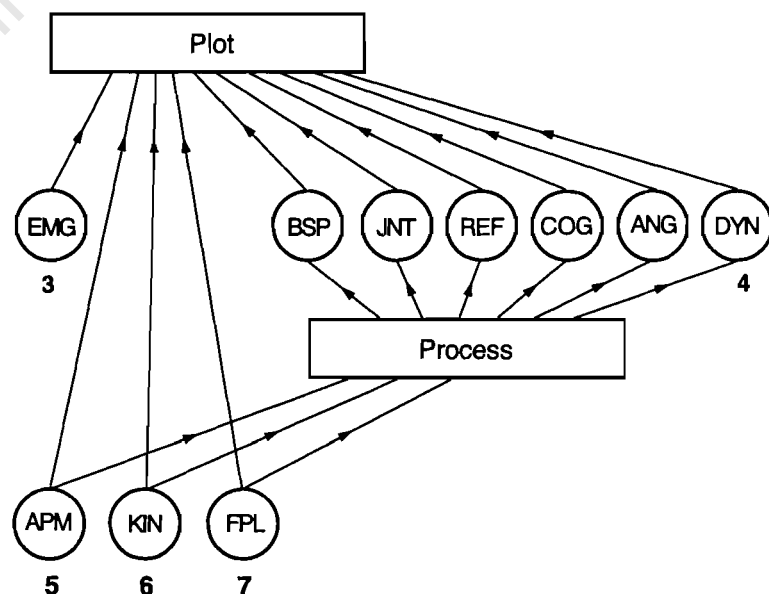 Plot
EMG BSP JNT REF COG ANG DYN
3 4
Process
APM KIN FPL
5 6 7